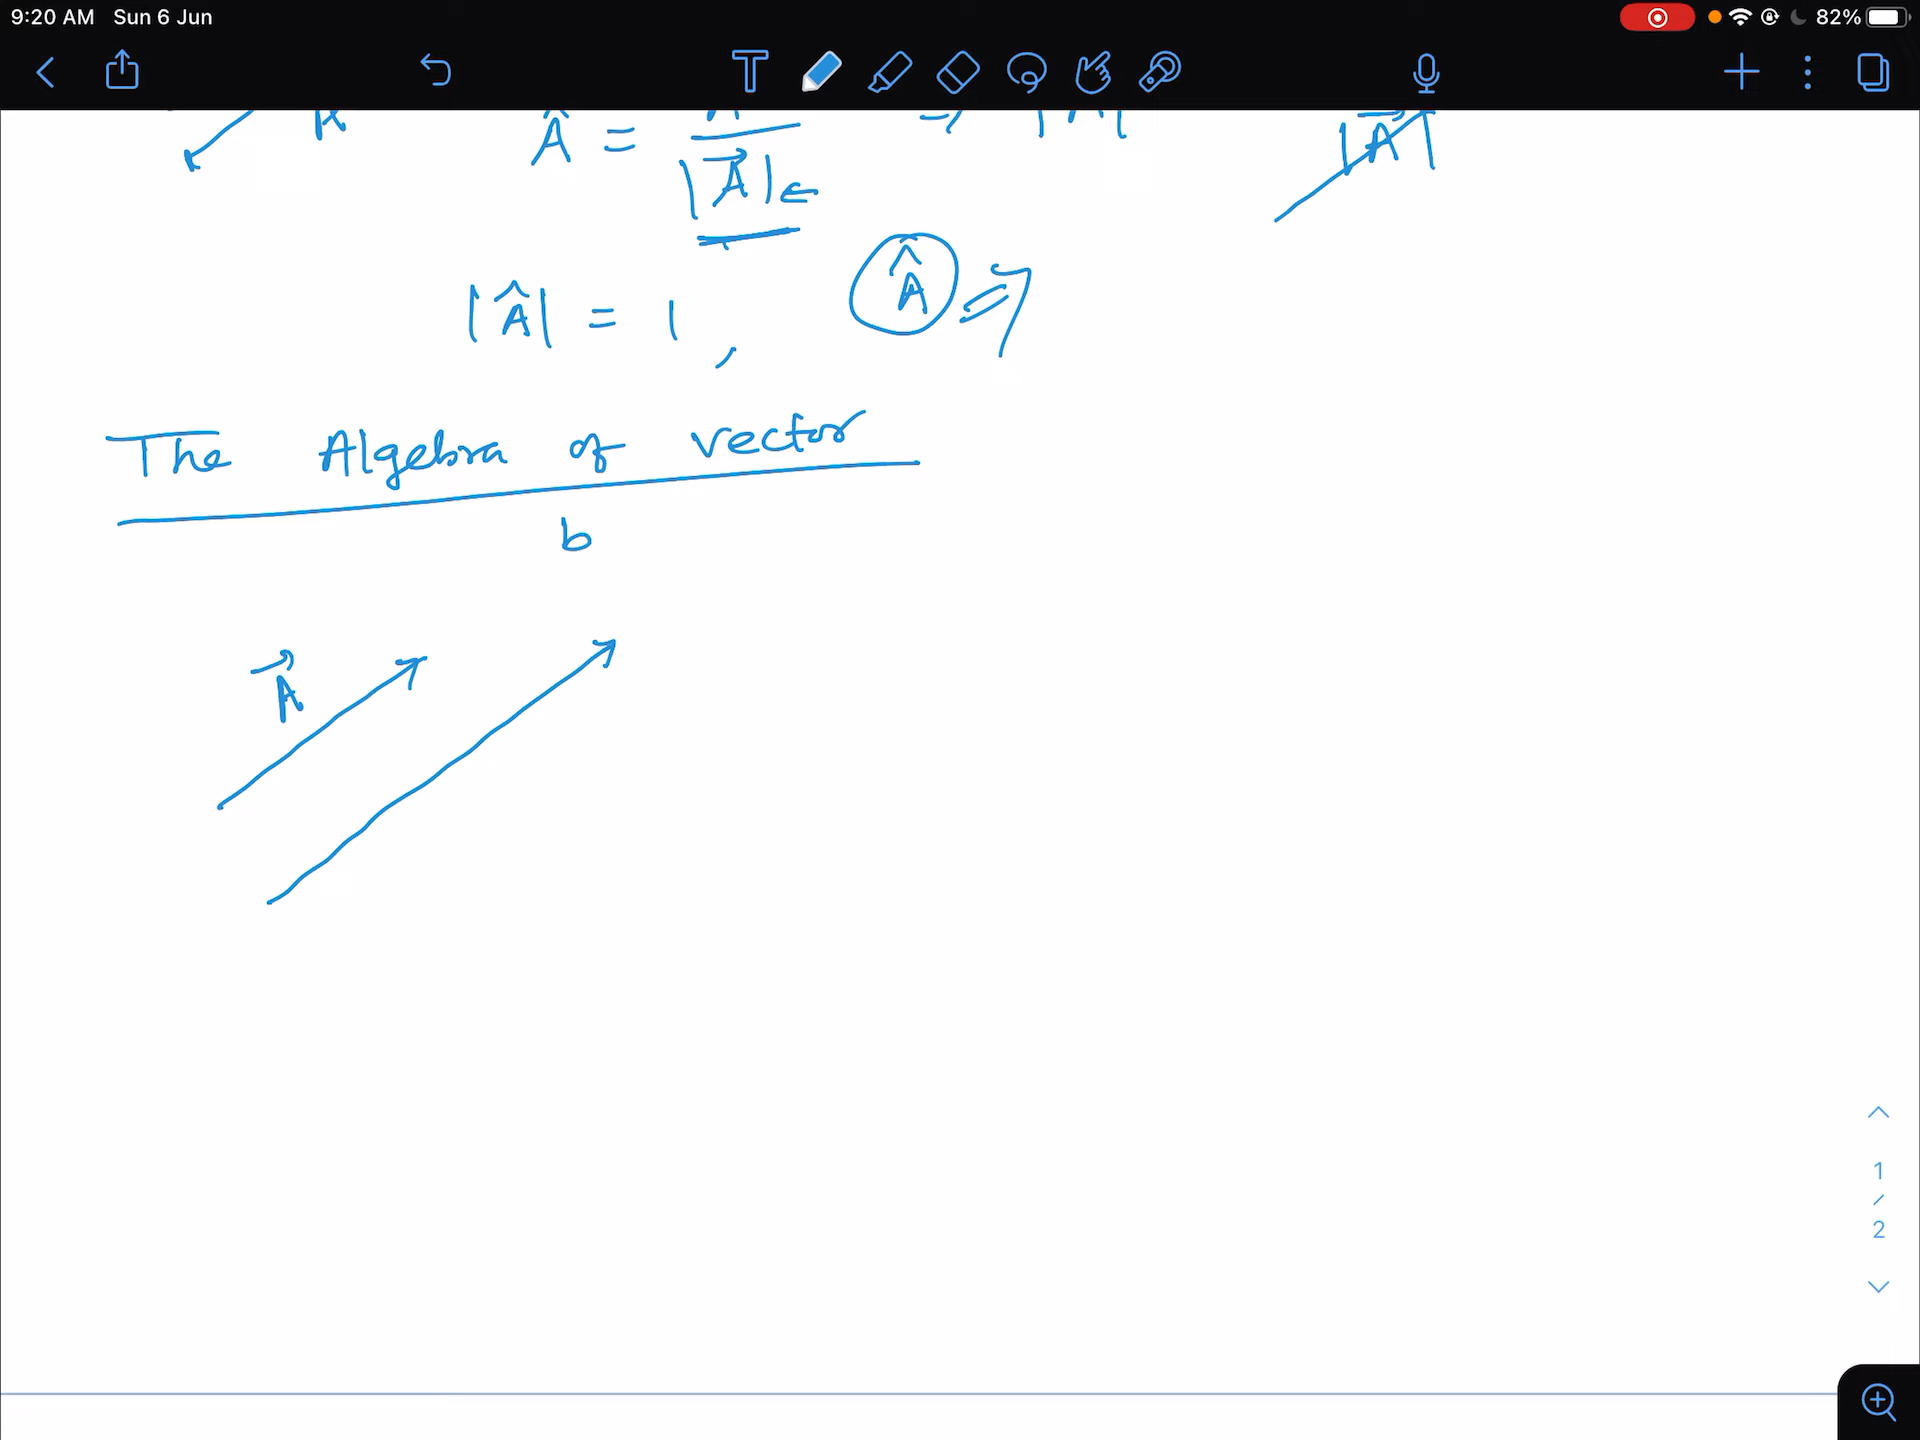 9:20 AM Sun 6 Jun 82%
T
Â = 
|A⃗|
|A⃗|
|Â| = 1 , Â ⇒
The Algebra of vector
b
A⃗
1
/
2